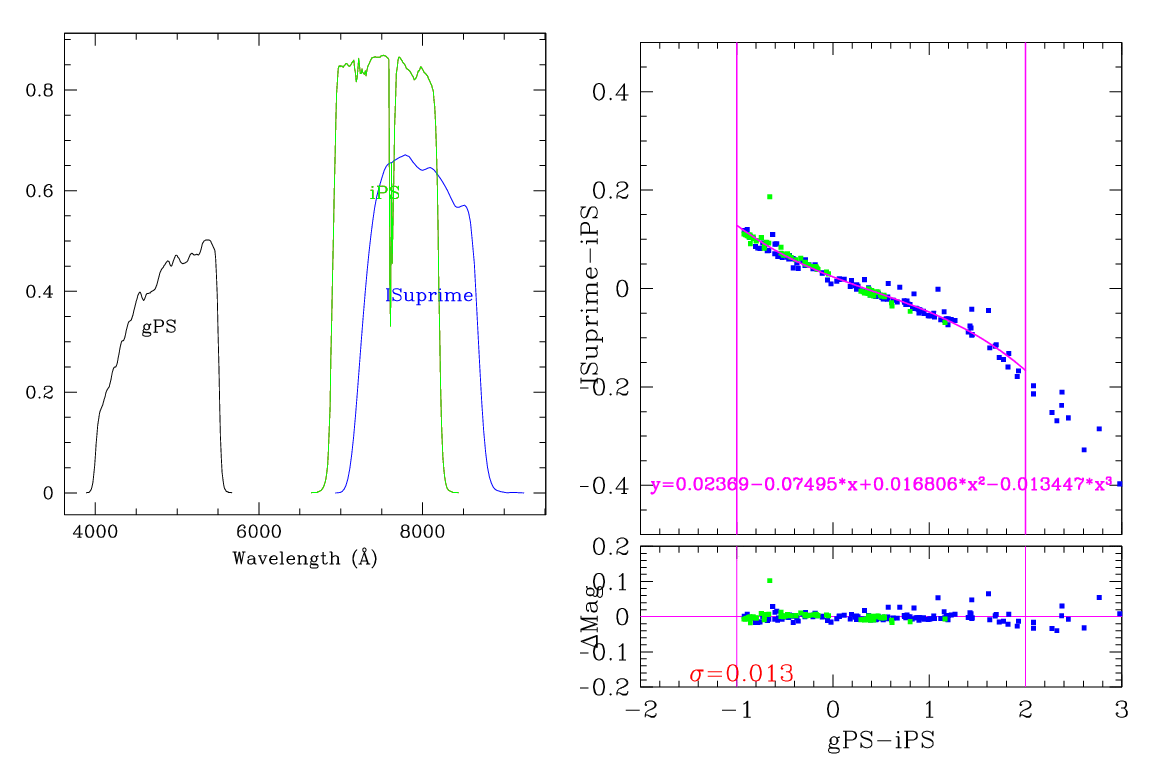 0.8
0.6
0.4
0.2
0
4000 6000 8000
Wavelength (Å)
gPS
iPS
ISuprime
0.4
0.2
0
-0.2
-0.4
ISuprime-iPS
y=0.02369-0.07495*x+0.016806*x²-0.013447*x³
0.2
0.1
0
-0.1
-0.2
ΔMag
σ=0.013
-2 -1 0 1 2 3
gPS-iPS